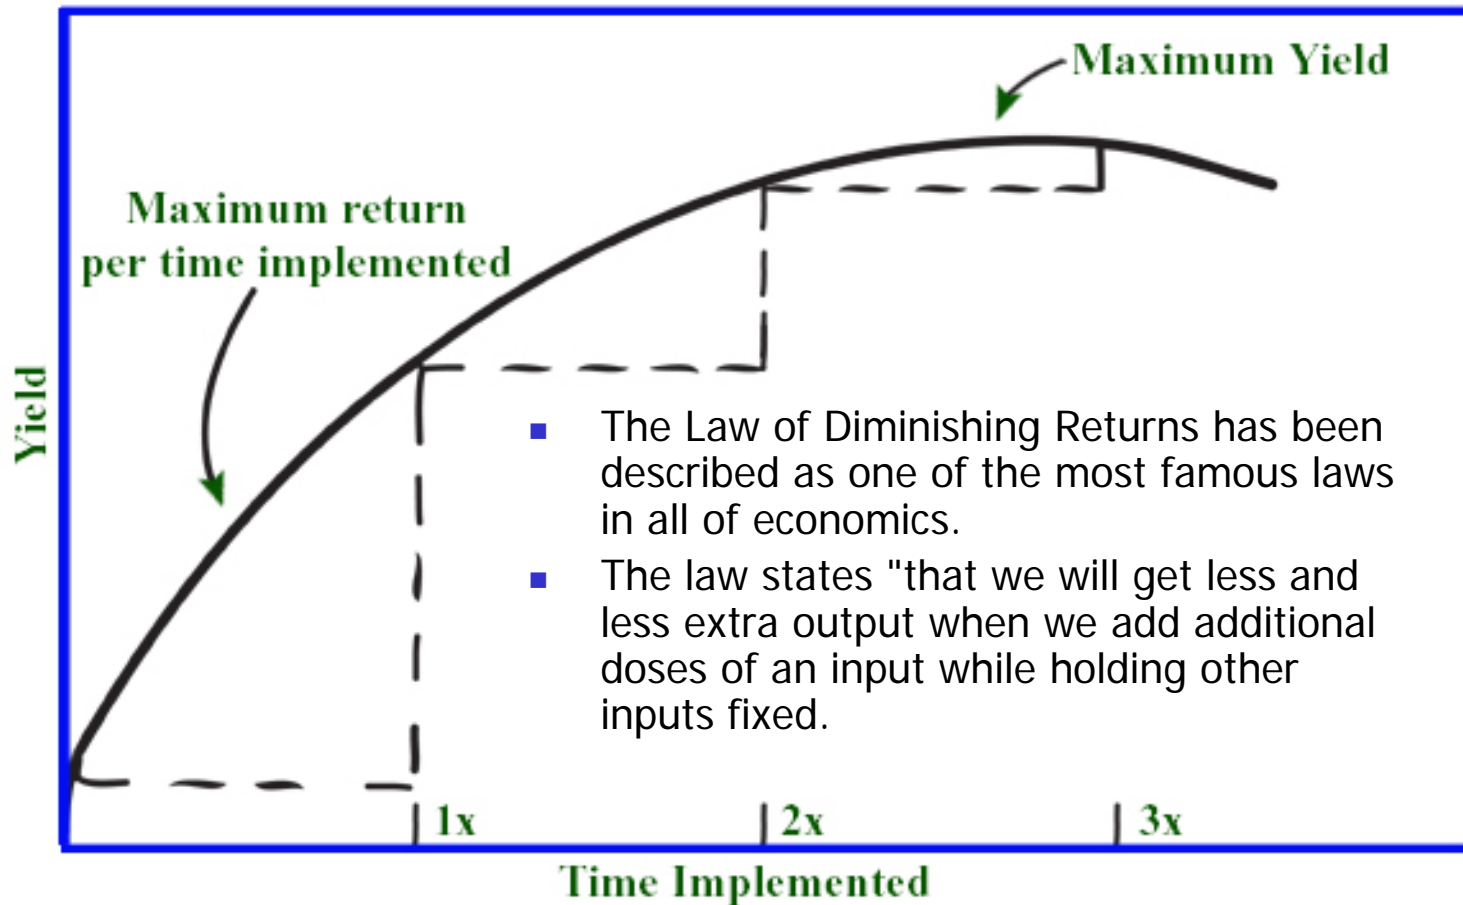 Maximum Yield
Maximum return
per time implemented
Yield
■ The Law of Diminishing Returns has been
described as one of the most famous laws
in all of economics.
■ The law states "that we will get less and
less extra output when we add additional
doses of an input while holding other
inputs fixed.
1x
2x
3x
Time Implemented